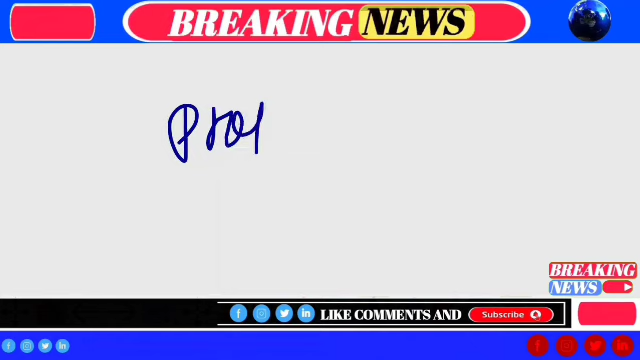 BREAKING NEWS
BREAKING
NEWS
LIKE COMMENTS AND Subscribe